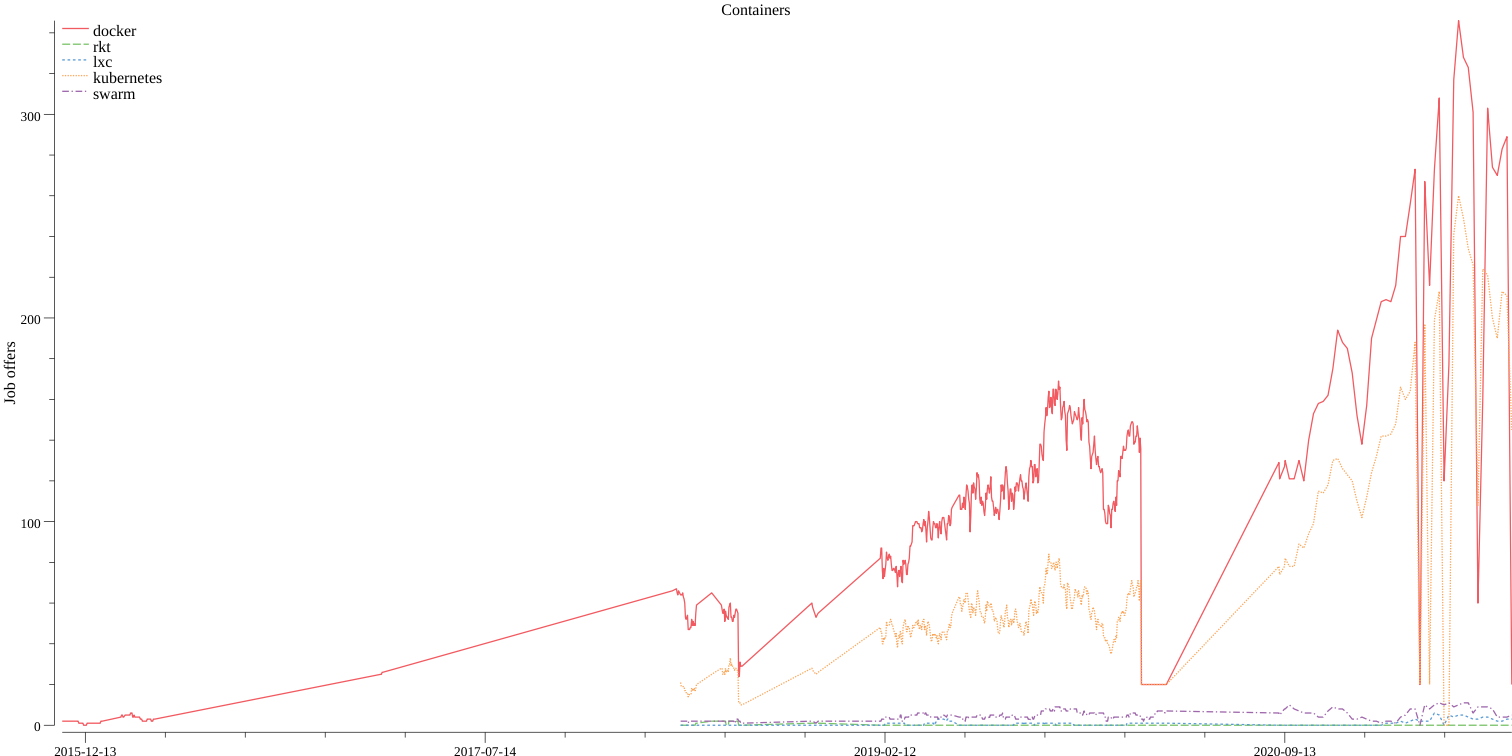 Containers
docker
rkt
lxc
kubernetes
swarm
300
200
100
0
Job offers
2015-12-13
2017-07-14
2019-02-12
2020-09-13